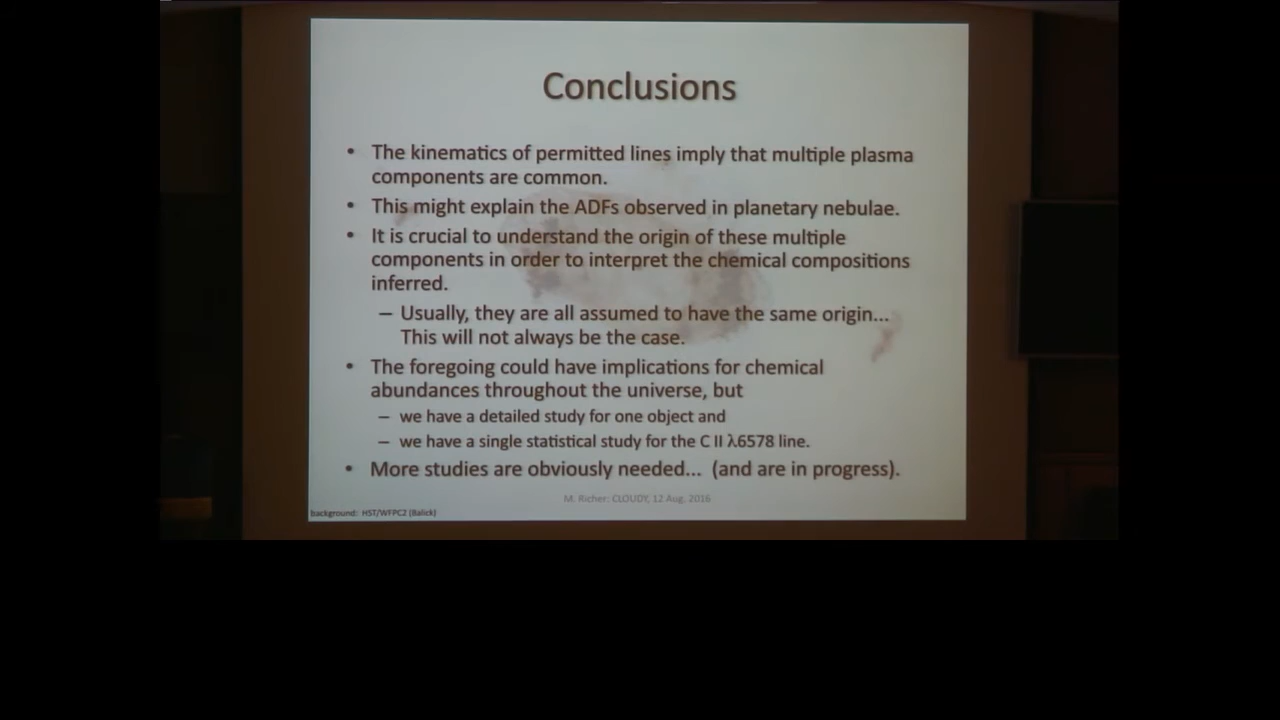 Conclusions
• The kinematics of permitted lines imply that multiple plasma
components are common.
• This might explain the ADFs observed in planetary nebulae.
• It is crucial to understand the origin of these multiple
components in order to interpret the chemical compositions
inferred.
– Usually, they are all assumed to have the same origin...
This will not always be the case.
• The foregoing could have implications for chemical
abundances throughout the universe, but
– we have a detailed study for one object and
– we have a single statistical study for the C II λ6578 line.
• More studies are obviously needed... (and are in progress).
M. Richer: CLOUDY, 12 Aug. 2016
background: HST/WFPC2 (Balick)